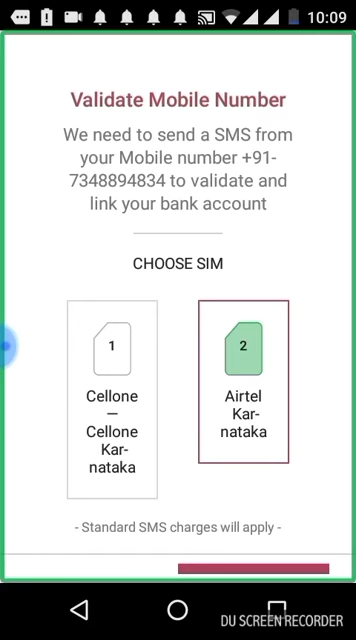 10:09
Validate Mobile Number
We need to send a SMS from
your Mobile number +91-
7348894834 to validate and
link your bank account
CHOOSE SIM
1
Cellone
—
Cellone
Kar-
nataka
2
Airtel
Kar-
nataka
- Standard SMS charges will apply -
DU SCREEN RECORDER